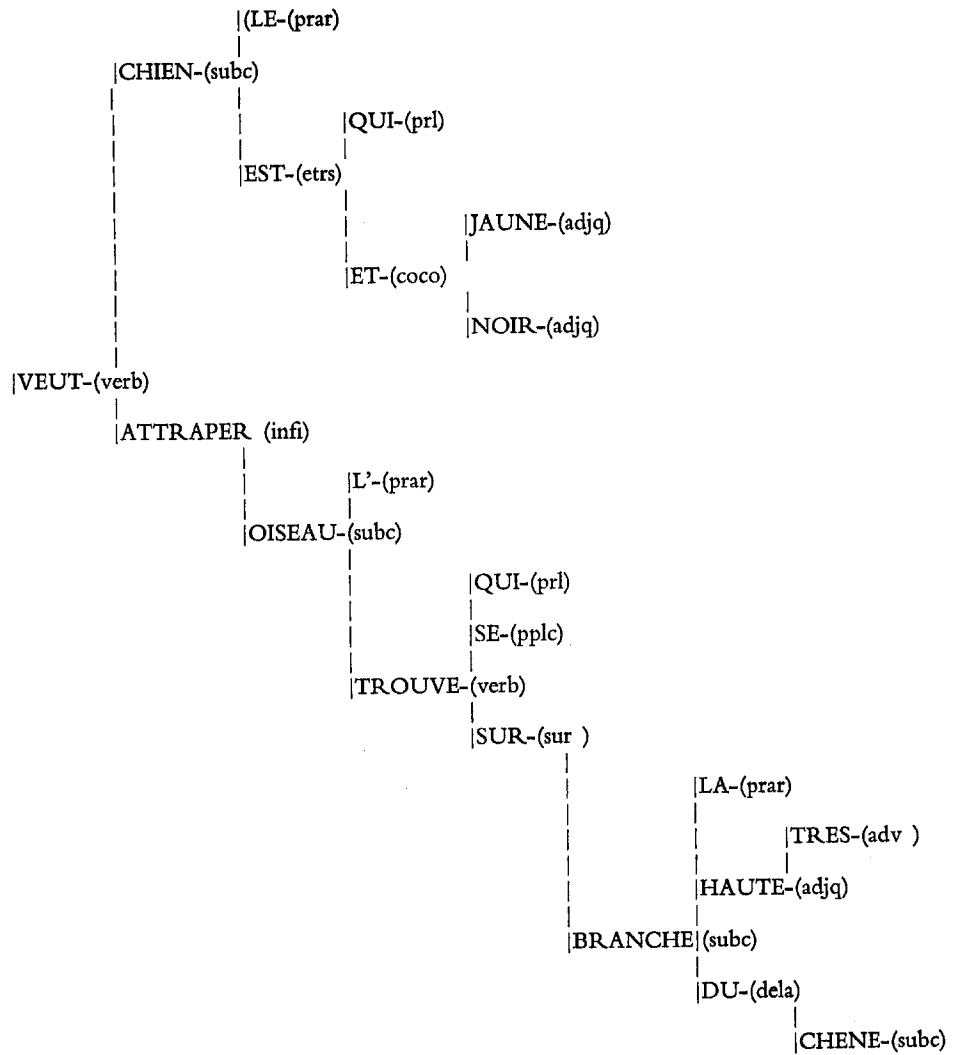 (LE-(prar)
CHIEN-(subc)
QUI-(prl)
EST-(etrs)
JAUNE-(adjq)
ET-(coco)
NOIR-(adjq)
VEUT-(verb)
ATTRAPER (infi)
L'-(prar)
OISEAU-(subc)
QUI-(prl)
SE-(pplc)
TROUVE-(verb)
SUR-(sur )
LA-(prar)
TRES-(adv )
HAUTE-(adjq)
BRANCHE (subc)
DU-(dela)
CHENE-(subc)